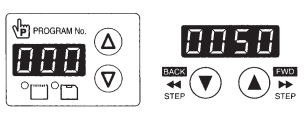 P PROGRAM No.
000
0050
BACK FWD
STEP STEP